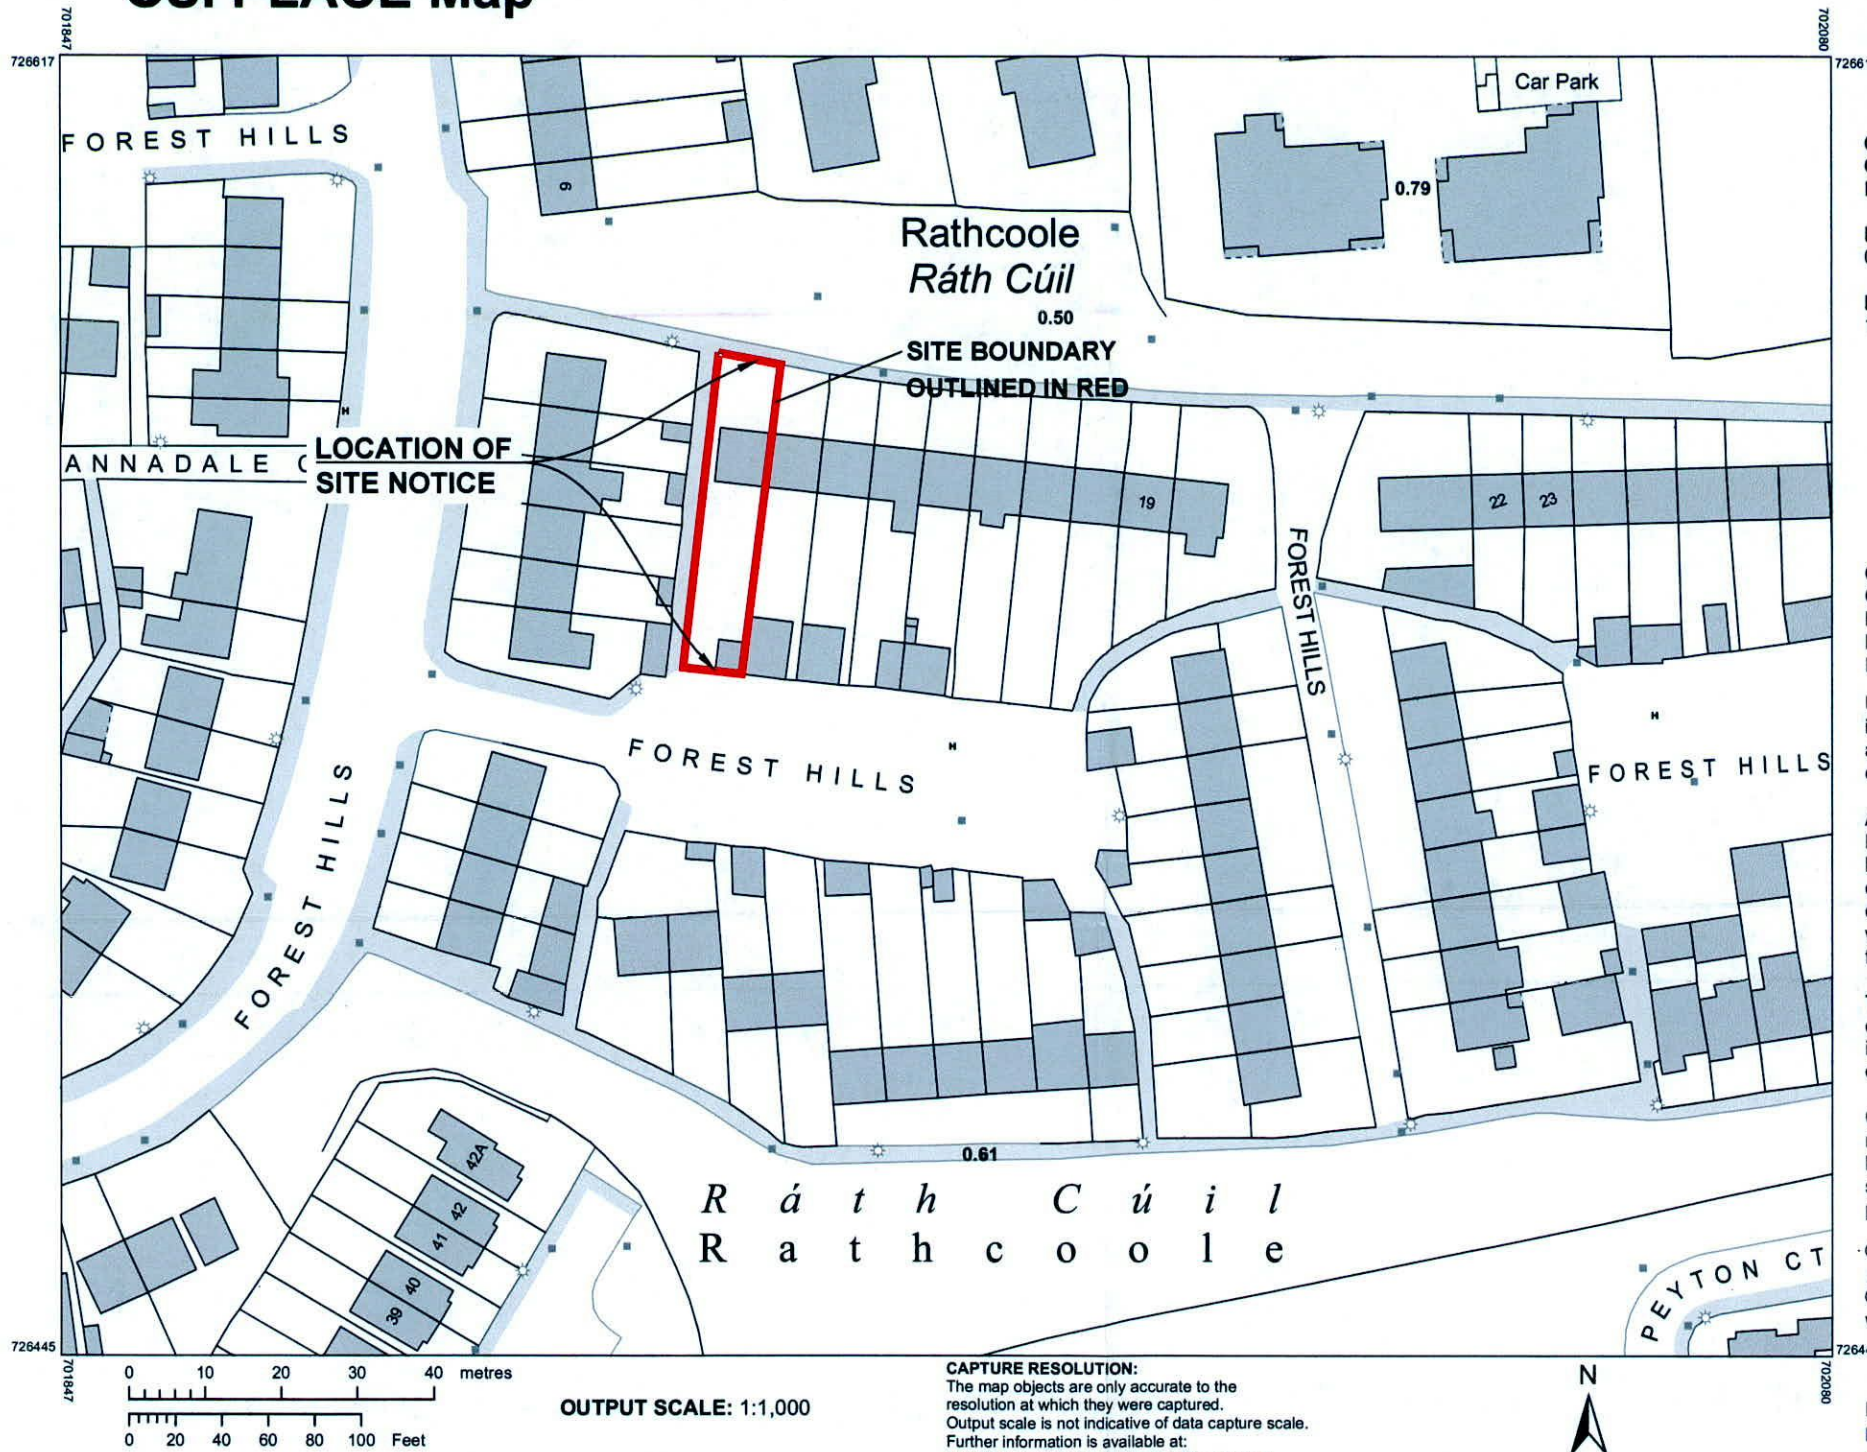 701847
702080
726617
Car Park
FOREST HILLS
9
0.79
Rathcoole
Ráth Cúil
0.50
SITE BOUNDARY
OUTLINED IN RED
H
LOCATION OF
SITE NOTICE
ANNADALE
19
22
23
FOREST HILLS
FOREST HILLS
H
H
FOREST HILLS
FOREST HILLS
FOREST HILLS
FOREST HILLS
0.61
42A
42
41
40
39
Ráth Cúil
Rathcoole
PEYTON CT
726445
701847
702080
0 10 20 30 40 metres
0 20 40 60 80 100 Feet
OUTPUT SCALE: 1:1,000
CAPTURE RESOLUTION:
The map objects are only accurate to the
resolution at which they were captured.
Output scale is not indicative of data capture scale.
Further information is available at:
N